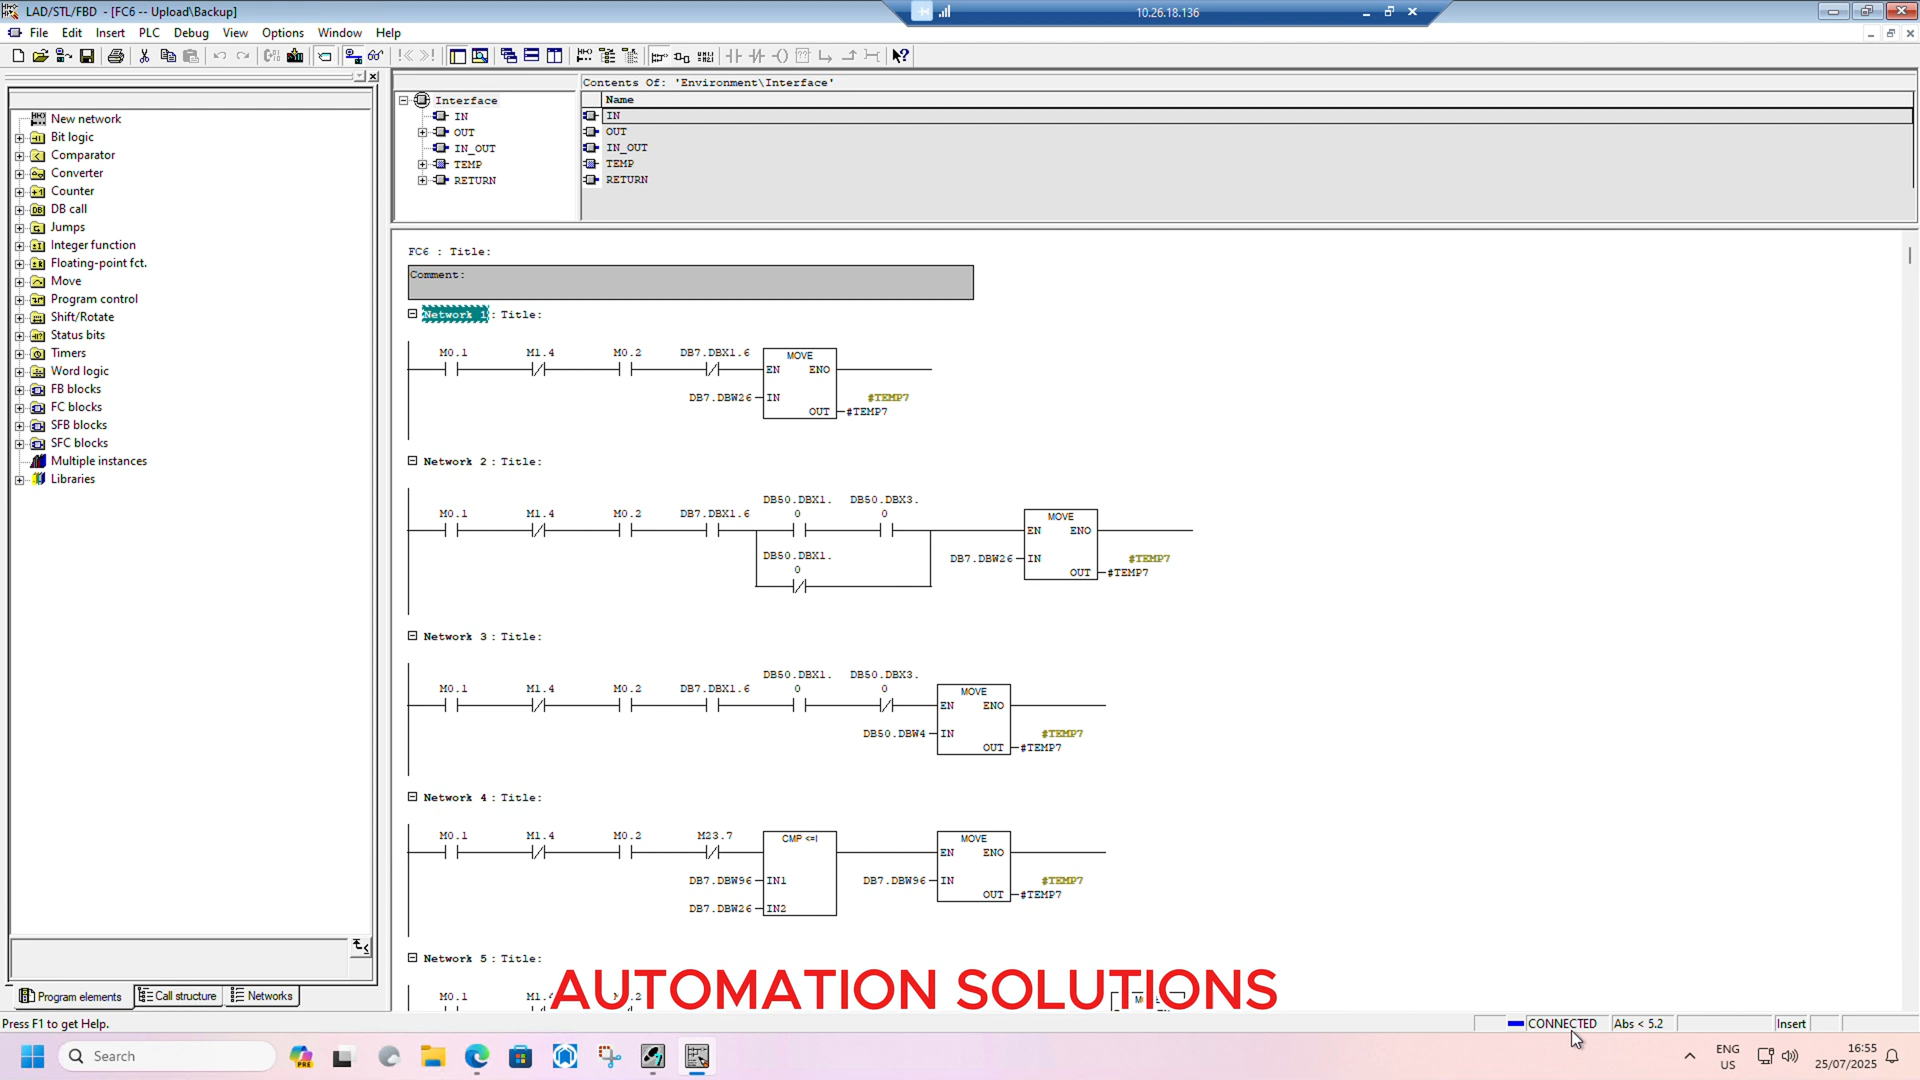 LAD/STL/FBD - [FC6 -- Upload\Backup]
10.26.18.136
File Edit Insert PLC Debug View Options Window Help
New network
Bit logic
Comparator
Converter
Counter
DB call
Jumps
Integer function
Floating-point fct.
Move
Program control
Shift/Rotate
Status bits
Timers
Word logic
FB blocks
FC blocks
SFB blocks
SFC blocks
Multiple instances
Libraries
Program elements Call structure Networks
Interface
IN
OUT
IN_OUT
TEMP
RETURN
Contents Of: 'Environment\Interface'
Name
IN
OUT
IN_OUT
TEMP
RETURN
FC6 : Title:
Comment:
Network 1 : Title:
M0.1 M1.4 M0.2 DB7.DBX1.6 MOVE
EN ENO
DB7.DBW26 IN #TEMP7
OUT #TEMP7
Network 2 : Title:
DB50.DBX1. DB50.DBX3.
M0.1 M1.4 M0.2 DB7.DBX1.6 0 0 MOVE
EN ENO
DB50.DBX1. DB7.DBW26 IN #TEMP7
0 OUT #TEMP7
Network 3 : Title:
DB50.DBX1. DB50.DBX3.
M0.1 M1.4 M0.2 DB7.DBX1.6 0 0 MOVE
EN ENO
DB50.DBW4 IN #TEMP7
OUT #TEMP7
Network 4 : Title:
M0.1 M1.4 M0.2 M23.7 CMP <=I MOVE
EN ENO
DB7.DBW96 IN1 DB7.DBW96 IN #TEMP7
OUT #TEMP7
DB7.DBW26 IN2
Network 5 : Title:
M0.1
AUTOMATION SOLUTIONS
Press F1 to get Help.
CONNECTED Abs < 5.2 Insert
Search
PRE
ENG
US
16:55
25/07/2025